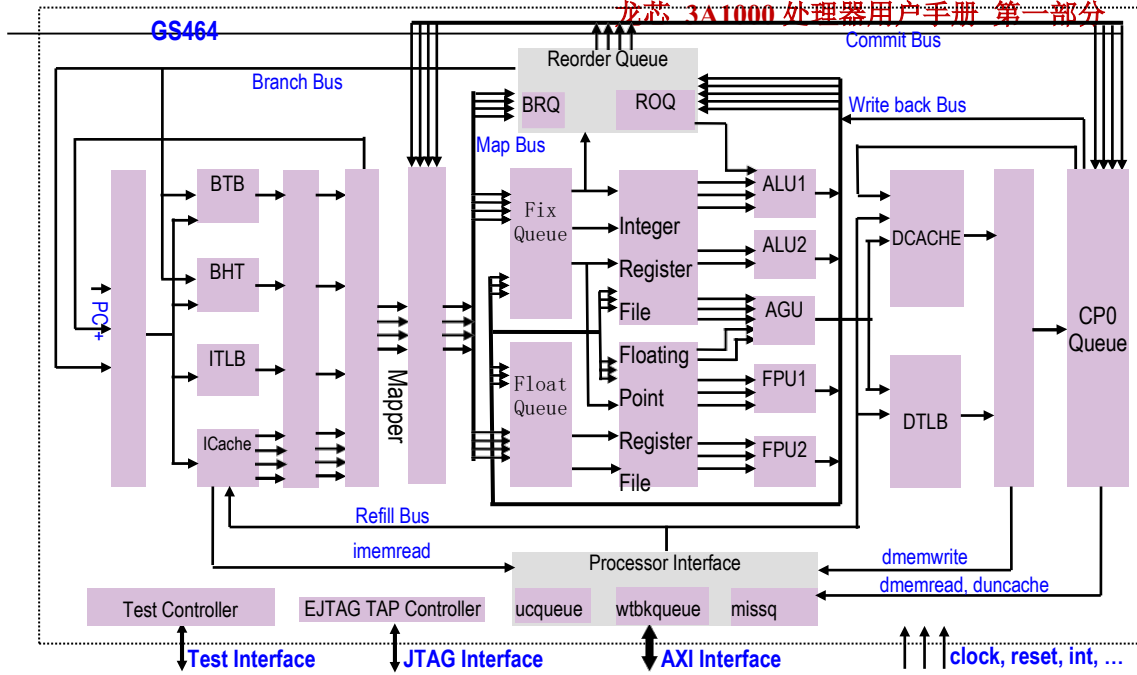 龙芯 3A1000 处理器用户手册 第一部分
GS464
Commit Bus
Reorder Queue
Branch Bus
BRQ
ROQ
Write back Bus
Map Bus
BTB
Fix
Queue
Integer
Register
File
ALU1
DCACHE
ALU2
BHT
PC+
AGU
CP0
Queue
ITLB
Mapper
Float
Queue
Floating
Point
Register
File
FPU1
DTLB
ICache
FPU2
Refill Bus
imemread
Processor Interface
dmemwrite
dmemread, duncache
Test Controller
EJTAG TAP Controller
ucqueue
wtbkqueue
missq
Test Interface
JTAG Interface
AXI Interface
clock, reset, int, …